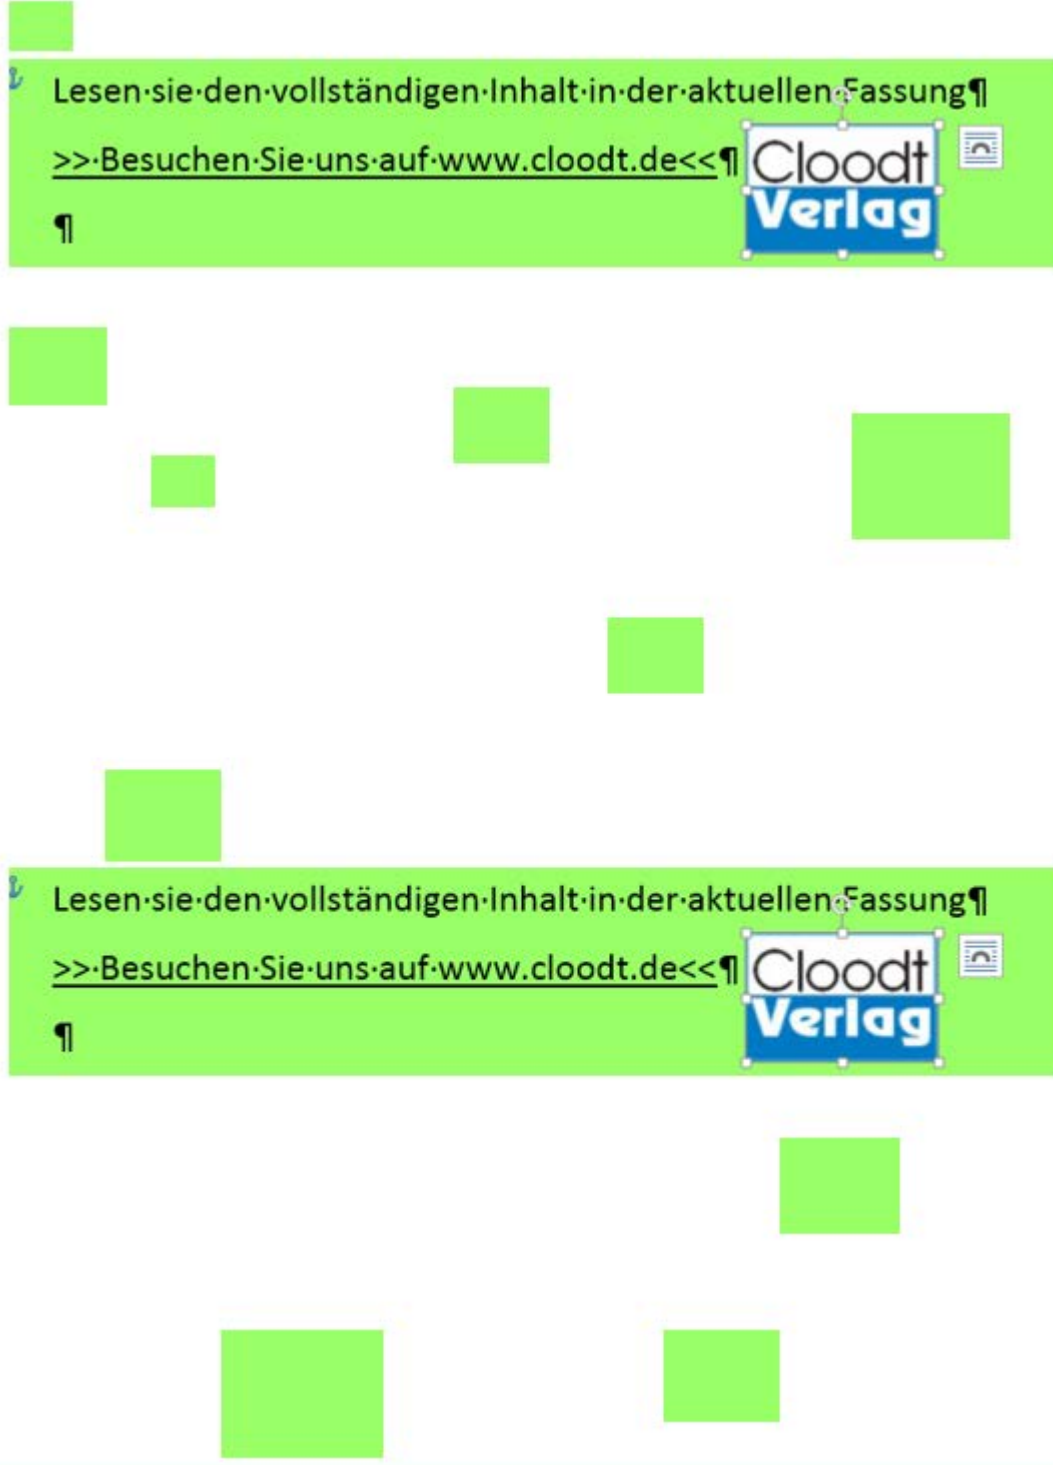 Lesen·sie·den·vollständigen·Inhalt·in·der·aktuellen·Fassung¶
>>·Besuchen·Sie·uns·auf·www.cloodt.de<<¶
Cloodt
Verlag
¶
Lesen·sie·den·vollständigen·Inhalt·in·der·aktuellen·Fassung¶
>>·Besuchen·Sie·uns·auf·www.cloodt.de<<¶
Cloodt
Verlag
¶